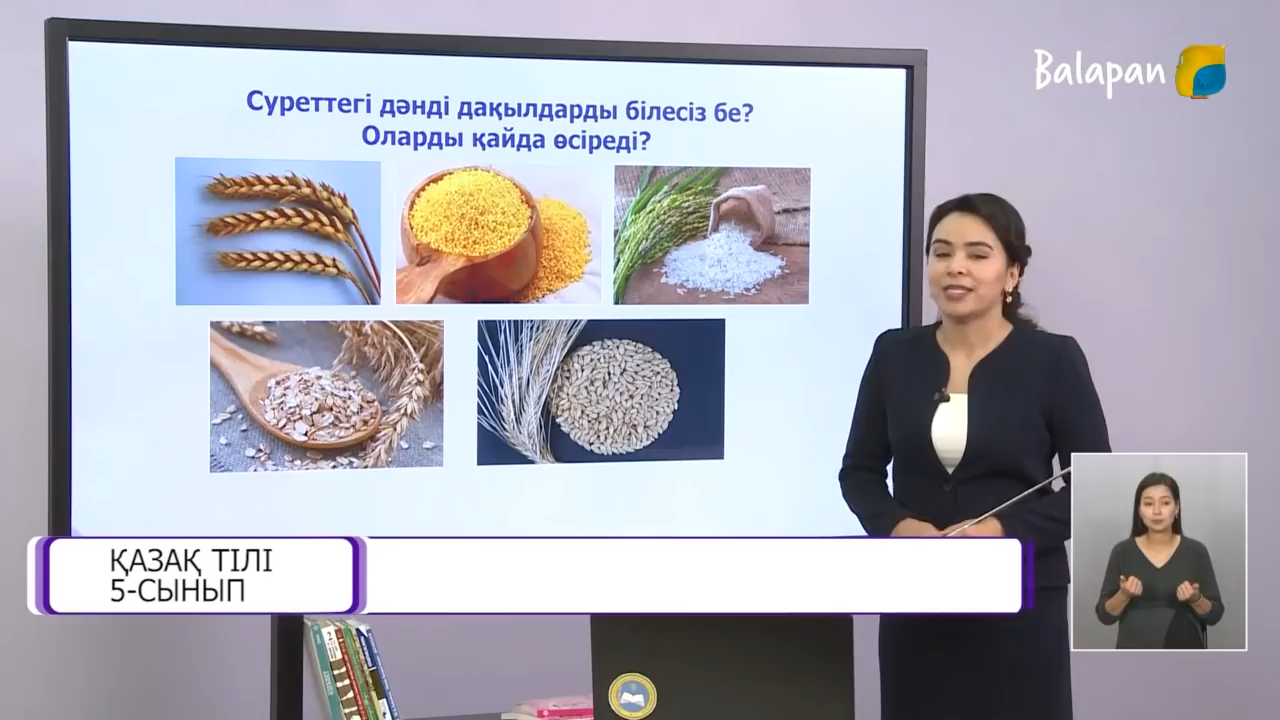 Balapan
Суреттегі дәнді дақылдарды білесіз бе?
Оларды қайда өсіреді?
ҚАЗАҚ ТІЛІ
5-СЫНЫП